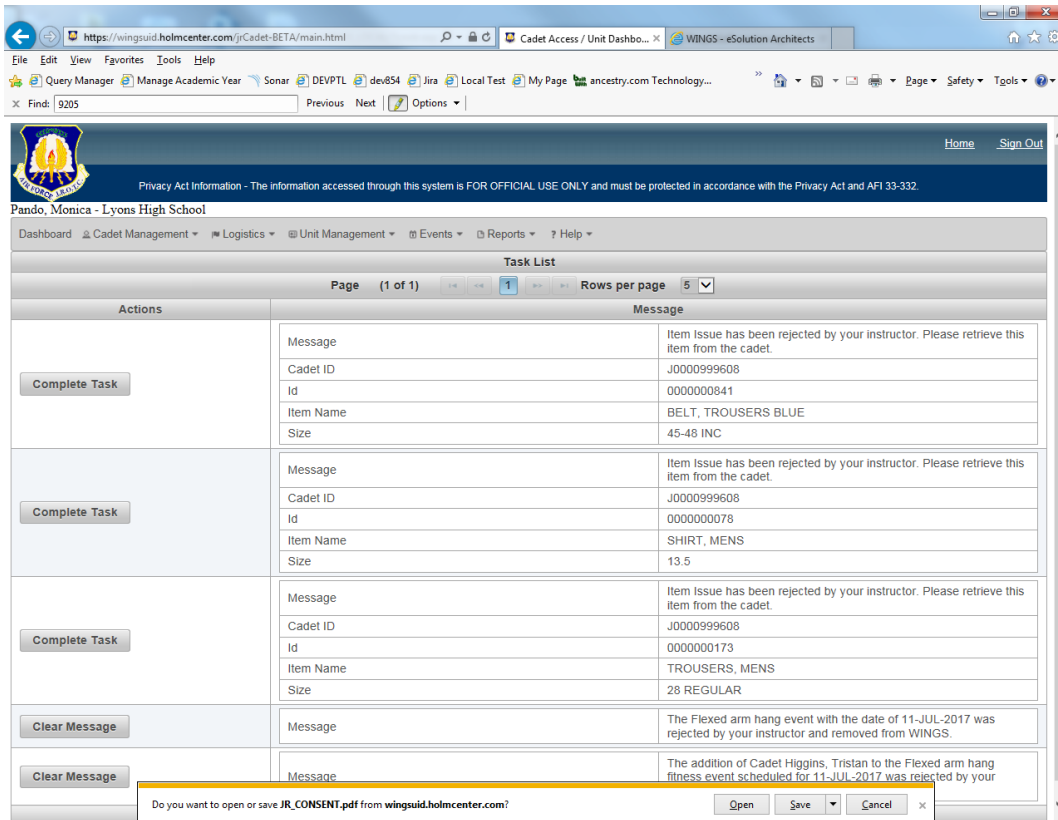 https://wingsuid.holmcenter.com/jrCadet-BETA/main.html
Cadet Access / Unit Dashbo...
WINGS - eSolution Architects
File Edit View Favorites Tools Help
Query Manager Manage Academic Year Sonar DEVPTL dev854 Jira Local Test My Page ancestry.com Technology... Page Safety Tools
Find: 9205 Previous Next Options
Home Sign Out
AIR FORCE J.R.O.T.C.
Privacy Act Information - The information accessed through this system is FOR OFFICIAL USE ONLY and must be protected in accordance with the Privacy Act and AFI 33-332.
Pando, Monica - Lyons High School
Dashboard Cadet Management Logistics Unit Management Events Reports ? Help
Task List
Page (1 of 1) 1 Rows per page 5
Actions Message
Complete Task
Message Item Issue has been rejected by your instructor. Please retrieve this
item from the cadet.
Cadet ID J0000999608
Id 0000000841
Item Name BELT, TROUSERS BLUE
Size 45-48 INC
Complete Task
Message Item Issue has been rejected by your instructor. Please retrieve this
item from the cadet.
Cadet ID J0000999608
Id 0000000078
Item Name SHIRT, MENS
Size 13.5
Complete Task
Message Item Issue has been rejected by your instructor. Please retrieve this
item from the cadet.
Cadet ID J0000999608
Id 0000000173
Item Name TROUSERS, MENS
Size 28 REGULAR
Clear Message
Message The Flexed arm hang event with the date of 11-JUL-2017 was
rejected by your instructor and removed from WINGS.
Clear Message
Message The addition of Cadet Higgins, Tristan to the Flexed arm hang
fitness event scheduled for 11-JUL-2017 was rejected by your
Do you want to open or save JR_CONSENT.pdf from wingsuid.holmcenter.com? Open Save Cancel